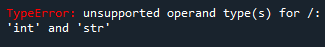 TypeError: unsupported operand type(s) for /:
'int' and 'str'